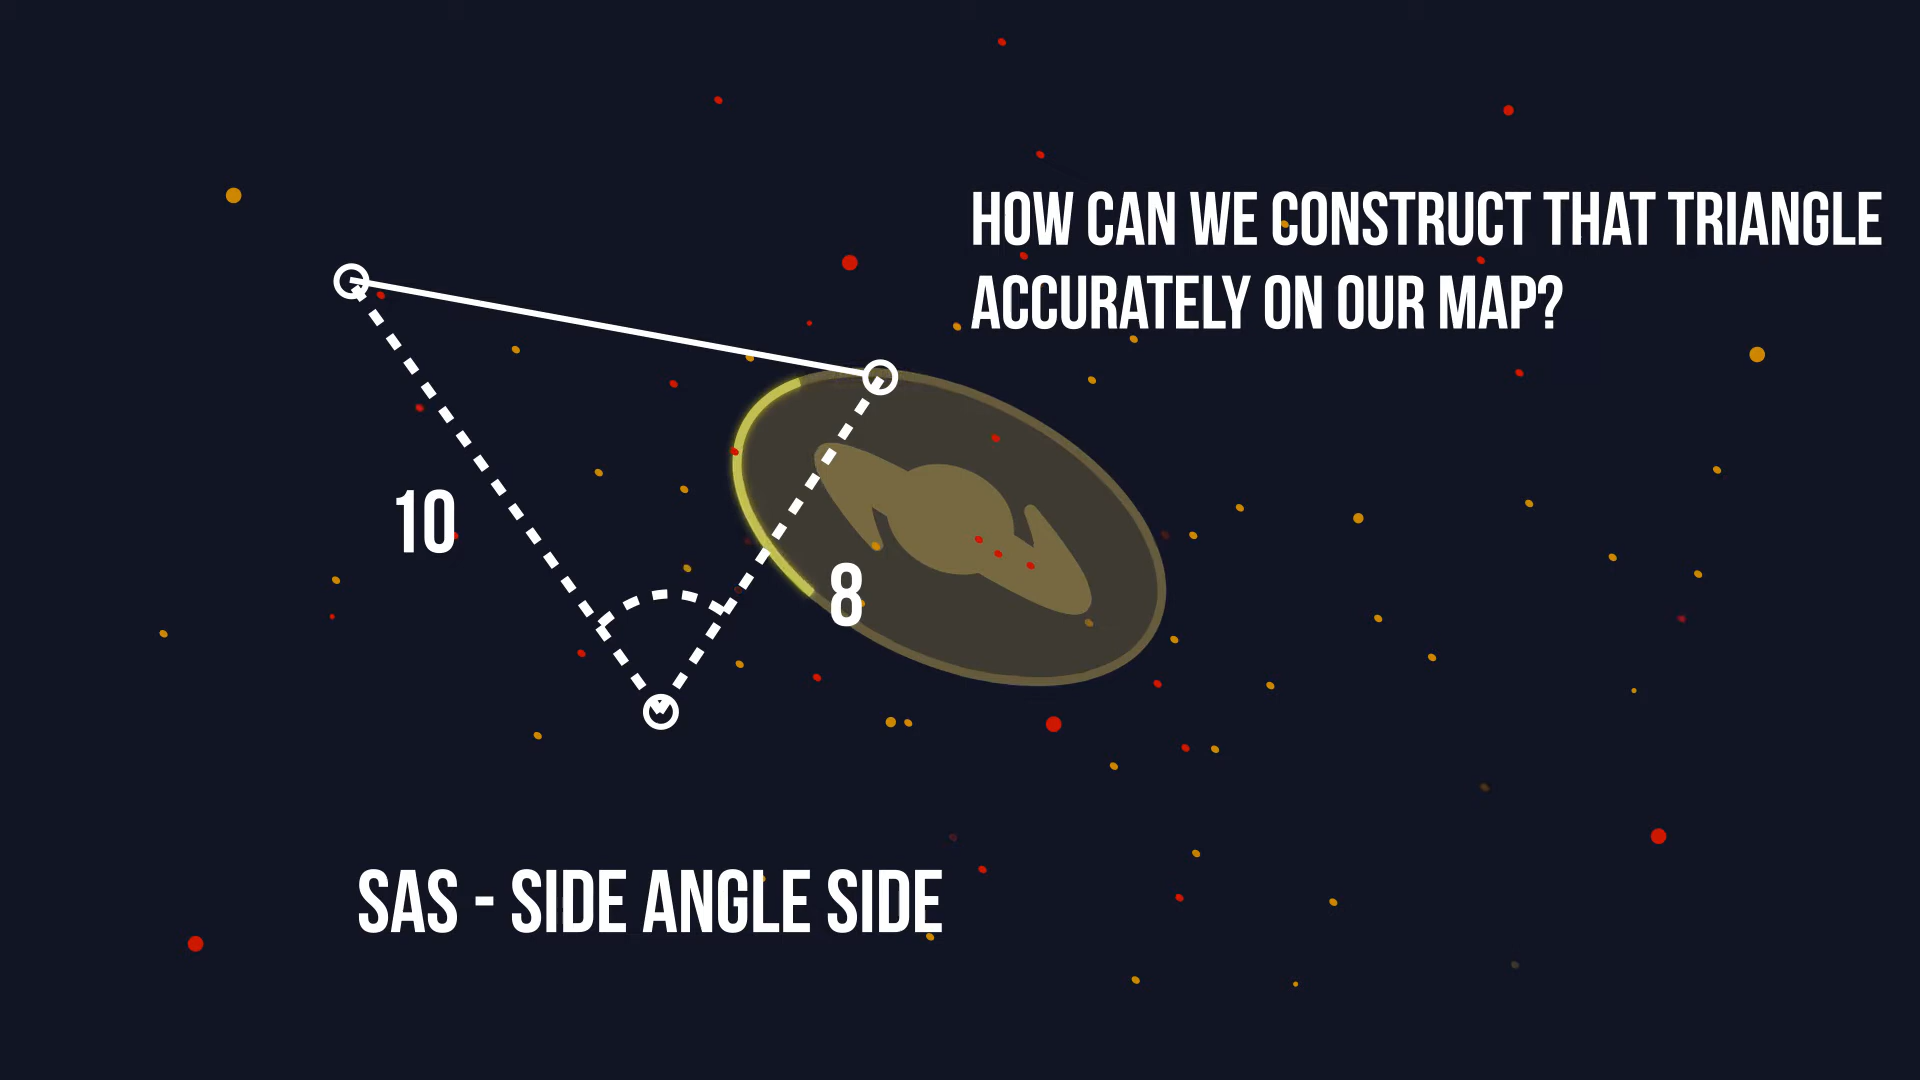 HOW CAN WE CONSTRUCT THAT TRIANGLE
ACCURATELY ON OUR MAP?
10
8
SAS - SIDE ANGLE SIDE